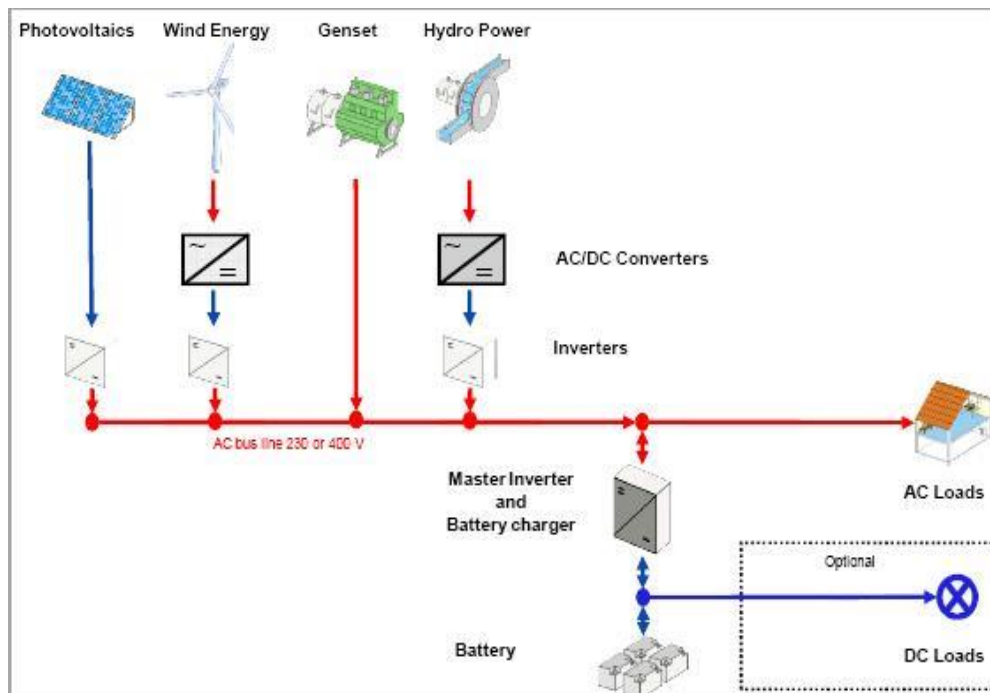 Photovoltaics
Wind Energy
Genset
Hydro Power
AC/DC Converters
Inverters
AC bus line 230 or 400 V
Master Inverter
and
Battery charger
AC Loads
Optional
Battery
DC Loads